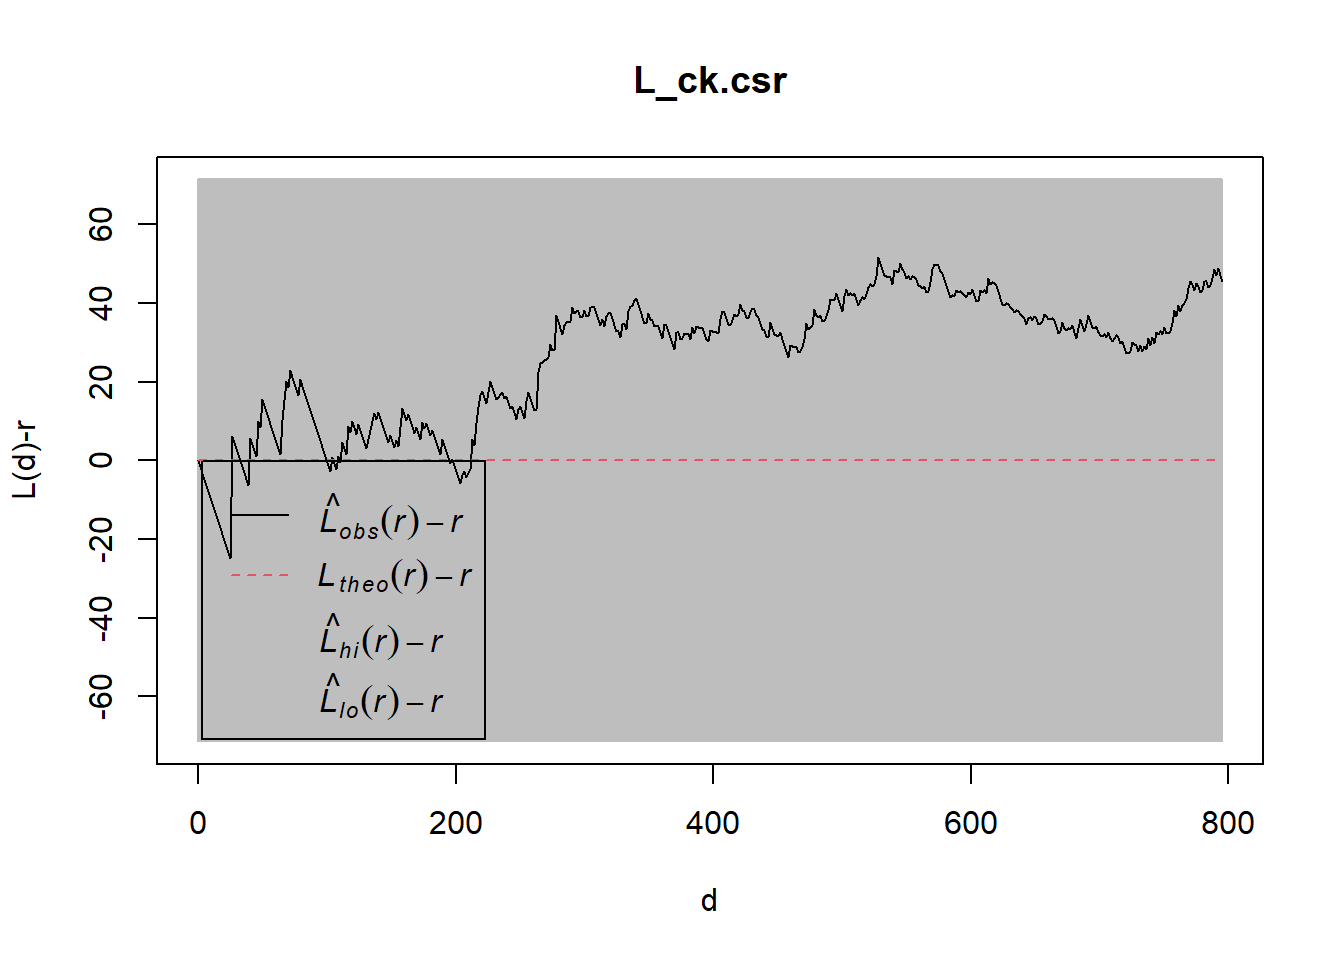 L_ck.csr
L(d)-r
60
40
20
0
-20
-40
-60
L̂obs(r) − r
Ltheo(r) − r
L̂hi(r) − r
L̂lo(r) − r
0 200 400 600 800
d